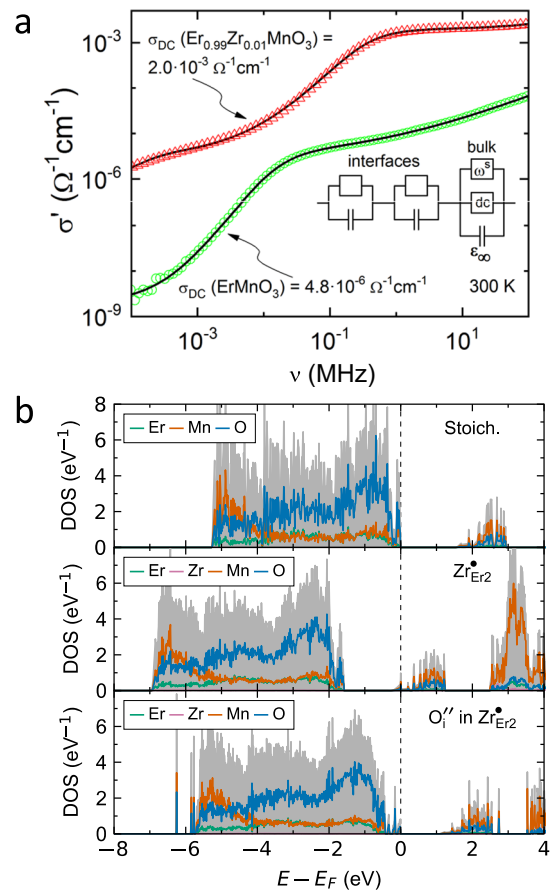 a
10⁻³
10⁻⁶
10⁻⁹
σ' (Ω⁻¹cm⁻¹)
σ_DC (Er₀.₉₉Zr₀.₀₁MnO₃) =
2.0·10⁻³ Ω⁻¹cm⁻¹
interfaces
bulk
ωˢ
dc
ε∞
σ_DC (ErMnO₃) = 4.8·10⁻⁶ Ω⁻¹cm⁻¹
300 K
10⁻³ 10⁻¹ 10¹
ν (MHz)
b
8
6
4
2
0
DOS (eV⁻¹)
Er Mn O
Stoich.
6
4
2
0
DOS (eV⁻¹)
Er Zr Mn O
Zr•Er2
6
4
2
0
DOS (eV⁻¹)
Er Zr Mn O
O″ᵢ in Zr•Er2
−8 −6 −4 −2 0 2 4
E − E_F (eV)